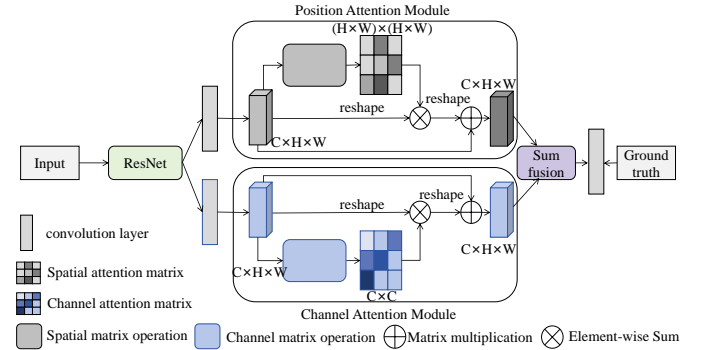 Position Attention Module
(H×W)×(H×W)
C×H×W
reshape
reshape
C×H×W
Input
ResNet
Sum
fusion
Ground
truth
reshape
reshape
convolution layer
C×H×W
C×H×W
Spatial attention matrix
Channel attention matrix
C×C
Channel Attention Module
Spatial matrix operation
Channel matrix operation
Matrix multiplication
Element-wise Sum